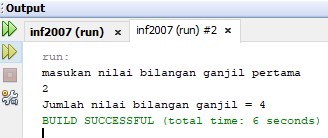 Output
inf2007 (run) × inf2007 (run) #2 ×
run:
masukan nilai bilangan ganjil pertama
2
Jumlah nilai bilangan ganjil = 4
BUILD SUCCESSFUL (total time: 6 seconds)